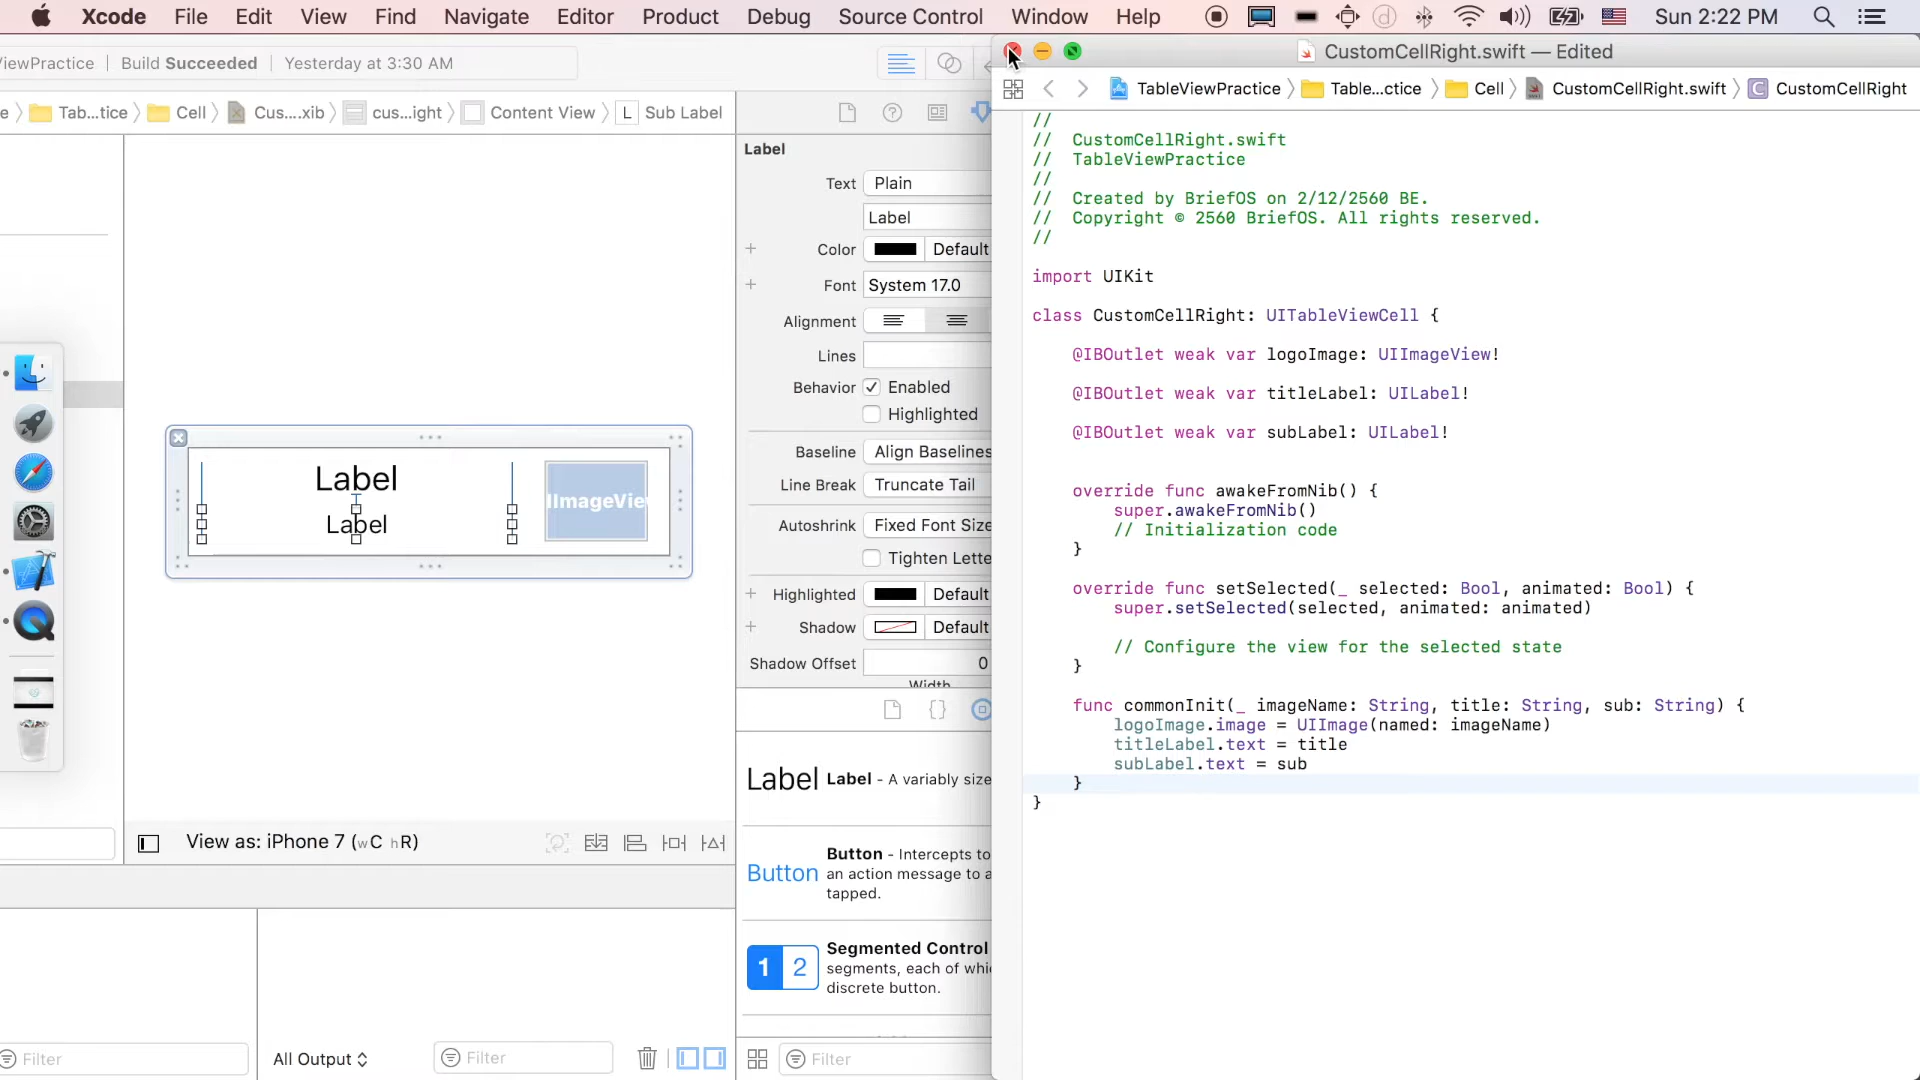 Xcode File Edit View Find Navigate Editor Product Debug Source Control Window Help Sun 2:22 PM
iewPractice | Build Succeeded | Yesterday at 3:30 AM
CustomCellRight.swift — Edited
e Tab...tice Cell Cus....xib cus...ight Content View L Sub Label
TableViewPractice Table...ctice Cell CustomCellRight.swift C CustomCellRight
Label
Text Plain
Label
Color Default
Font System 17.0
Alignment
Lines
Behavior Enabled
Highlighted
Baseline Align Baselines
Line Break Truncate Tail
Autoshrink Fixed Font Size
Tighten Lette
Highlighted Default
Shadow Default
Shadow Offset 0
Width
Label
Label
IImageVie
View as: iPhone 7 (wC hR)
Label Label - A variably size
Button Button - Intercepts to
an action message to a
tapped.
1 2 Segmented Control
segments, each of whi
discrete button.
Filter
All Output
Filter
Filter
//
// CustomCellRight.swift
// TableViewPractice
//
// Created by BriefOS on 2/12/2560 BE.
// Copyright © 2560 BriefOS. All rights reserved.
//
import UIKit
class CustomCellRight: UITableViewCell {
@IBOutlet weak var logoImage: UIImageView!
@IBOutlet weak var titleLabel: UILabel!
@IBOutlet weak var subLabel: UILabel!
override func awakeFromNib() {
super.awakeFromNib()
// Initialization code
}
override func setSelected(_ selected: Bool, animated: Bool) {
super.setSelected(selected, animated: animated)
// Configure the view for the selected state
}
func commonInit(_ imageName: String, title: String, sub: String) {
logoImage.image = UIImage(named: imageName)
titleLabel.text = title
subLabel.text = sub
}
}